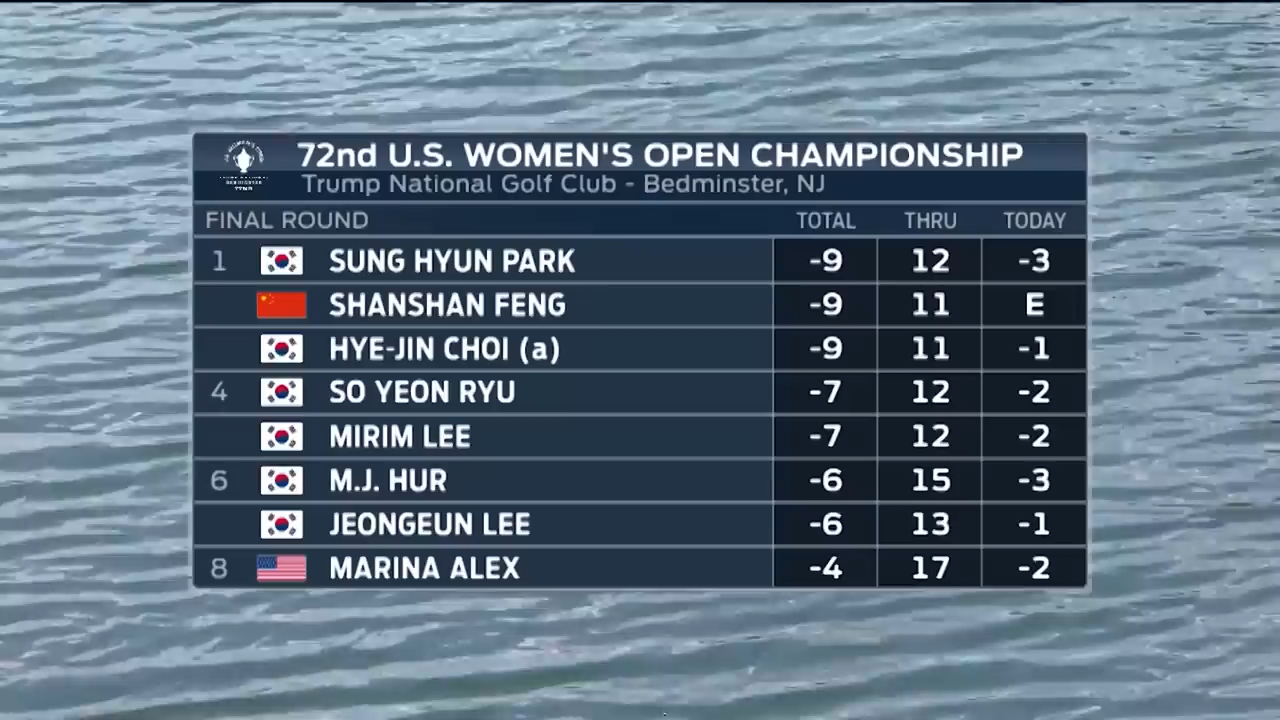 72nd U.S. WOMEN'S OPEN CHAMPIONSHIP
Trump National Golf Club - Bedminster, NJ
FINAL ROUND TOTAL THRU TODAY
1 SUNG HYUN PARK -9 12 -3
SHANSHAN FENG -9 11 E
HYE-JIN CHOI (a) -9 11 -1
4 SO YEON RYU -7 12 -2
MIRIM LEE -7 12 -2
6 M.J. HUR -6 15 -3
JEONGEUN LEE -6 13 -1
8 MARINA ALEX -4 17 -2